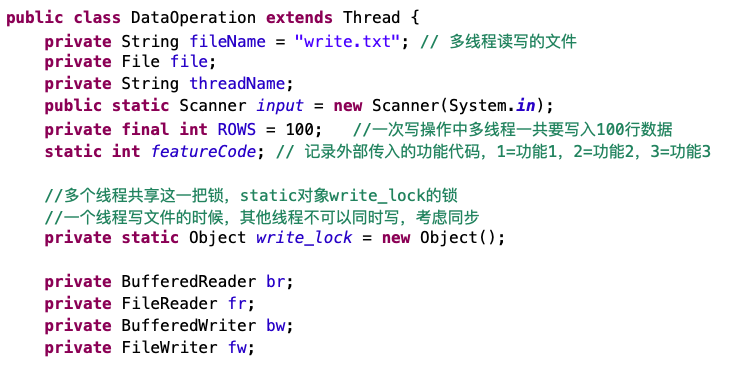 public class DataOperation extends Thread {
    private String fileName = "write.txt"; // 多线程读写的文件
    private File file;
    private String threadName;
    public static Scanner input = new Scanner(System.in);
    private final int ROWS = 100;   //一次写操作中多线程一共要写入100行数据
    static int featureCode; // 记录外部传入的功能代码，1=功能1，2=功能2，3=功能3
    //多个线程共享这一把锁，static对象write_lock的锁
    //一个线程写文件的时候，其他线程不可以同时写，考虑同步
    private static Object write_lock = new Object();
    private BufferedReader br;
    private FileReader fr;
    private BufferedWriter bw;
    private FileWriter fw;